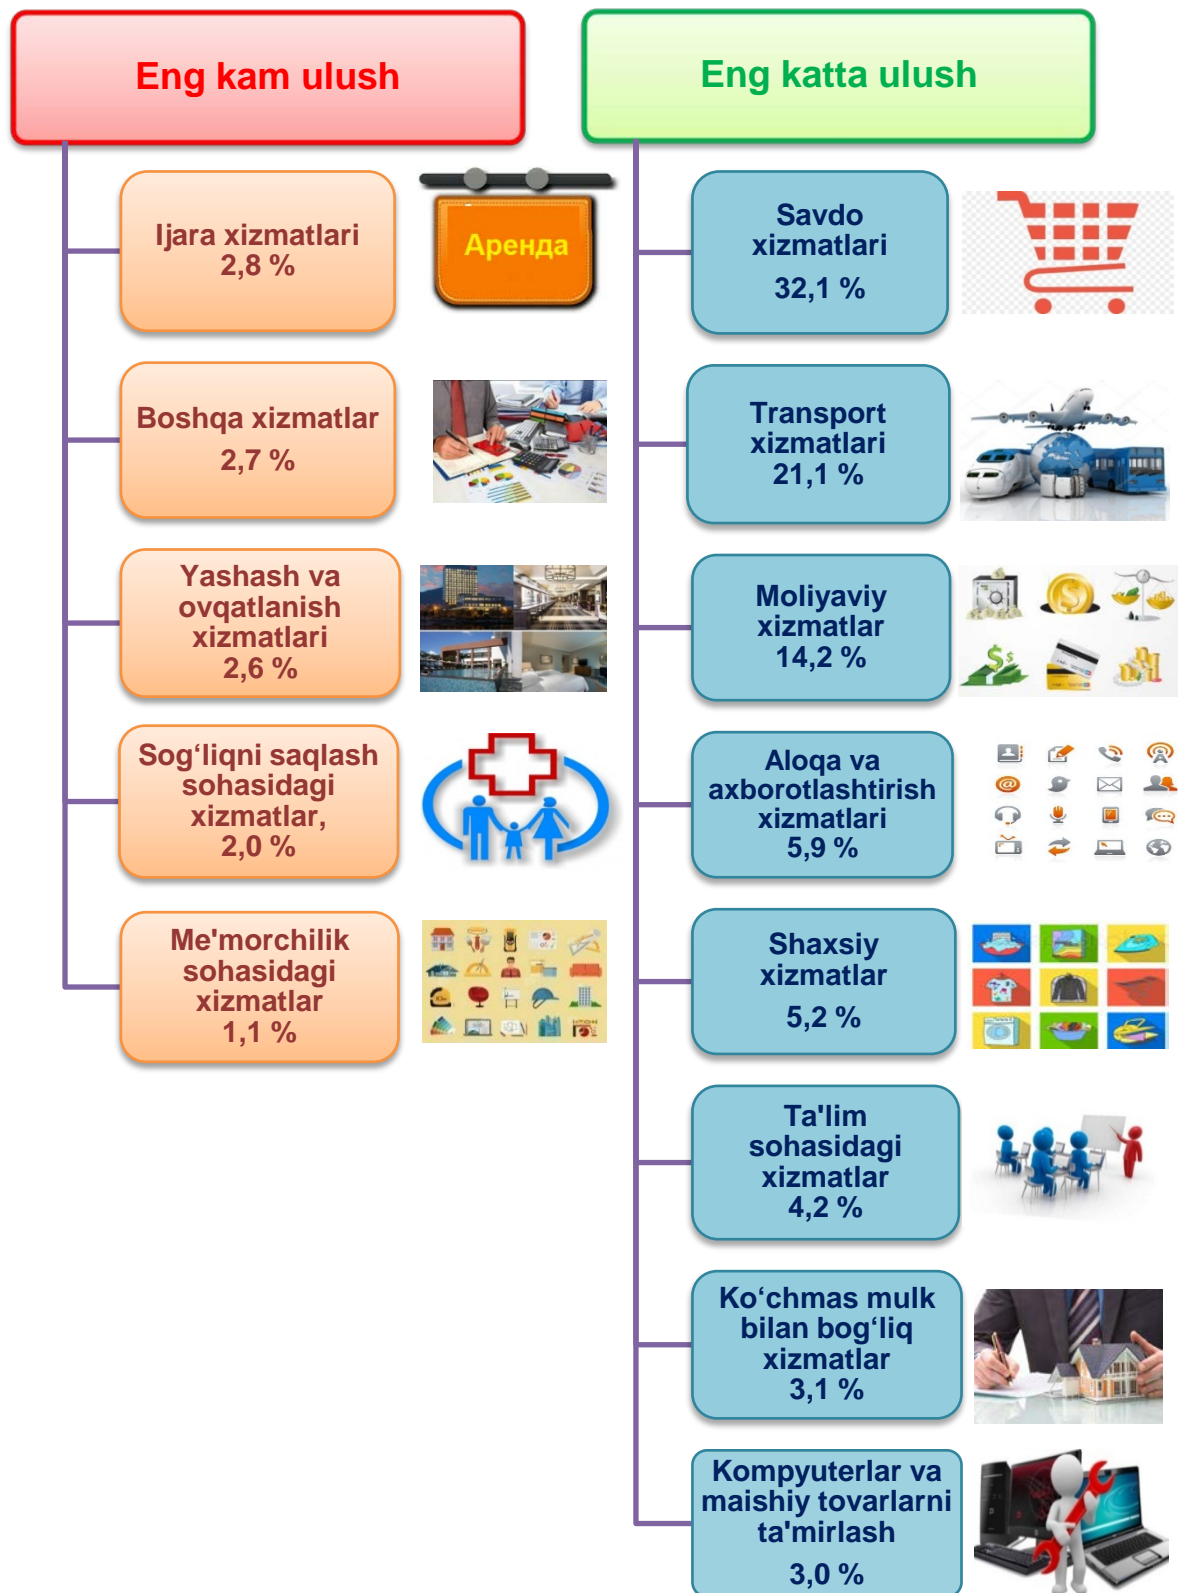 Eng kam ulush
Ijara xizmatlari
2,8 %
Аренда
Boshqa xizmatlar
2,7 %
Yashash va
ovqatlanish
xizmatlari
2,6 %
Sog‘liqni saqlash
sohasidagi
xizmatlar,
2,0 %
Me'morchilik
sohasidagi
xizmatlar
1,1 %
Eng katta ulush
Savdo
xizmatlari
32,1 %
Transport
xizmatlari
21,1 %
Moliyaviy
xizmatlar
14,2 %
Aloqa va
axborotlashtirish
xizmatlari
5,9 %
Shaxsiy
xizmatlar
5,2 %
Ta'lim
sohasidagi
xizmatlar
4,2 %
Ko‘chmas mulk
bilan bog‘liq
xizmatlar
3,1 %
Kompyuterlar va
maishiy tovarlarni
ta'mirlash
3,0 %